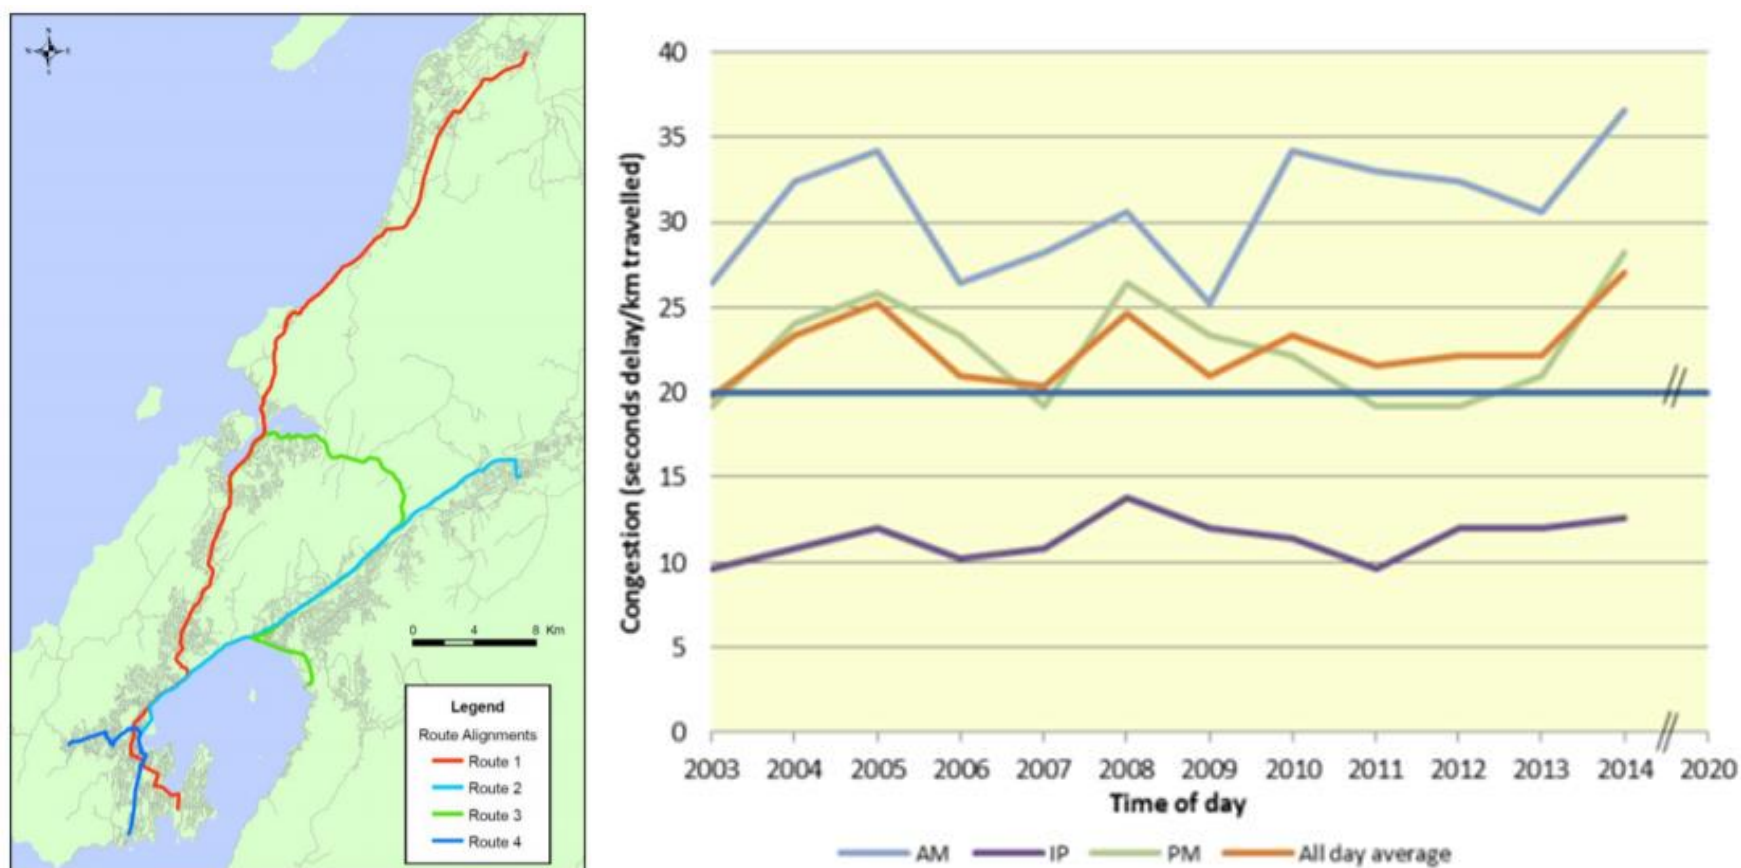 N
W
E
S
0 4 8 Km
Legend
Route Alignments
Route 1
Route 2
Route 3
Route 4
Congestion (seconds delay/km travelled)
40
35
30
25
20
15
10
5
0
2003 2004 2005 2006 2007 2008 2009 2010 2011 2012 2013 2014 2020
Time of day
AM IP PM All day average